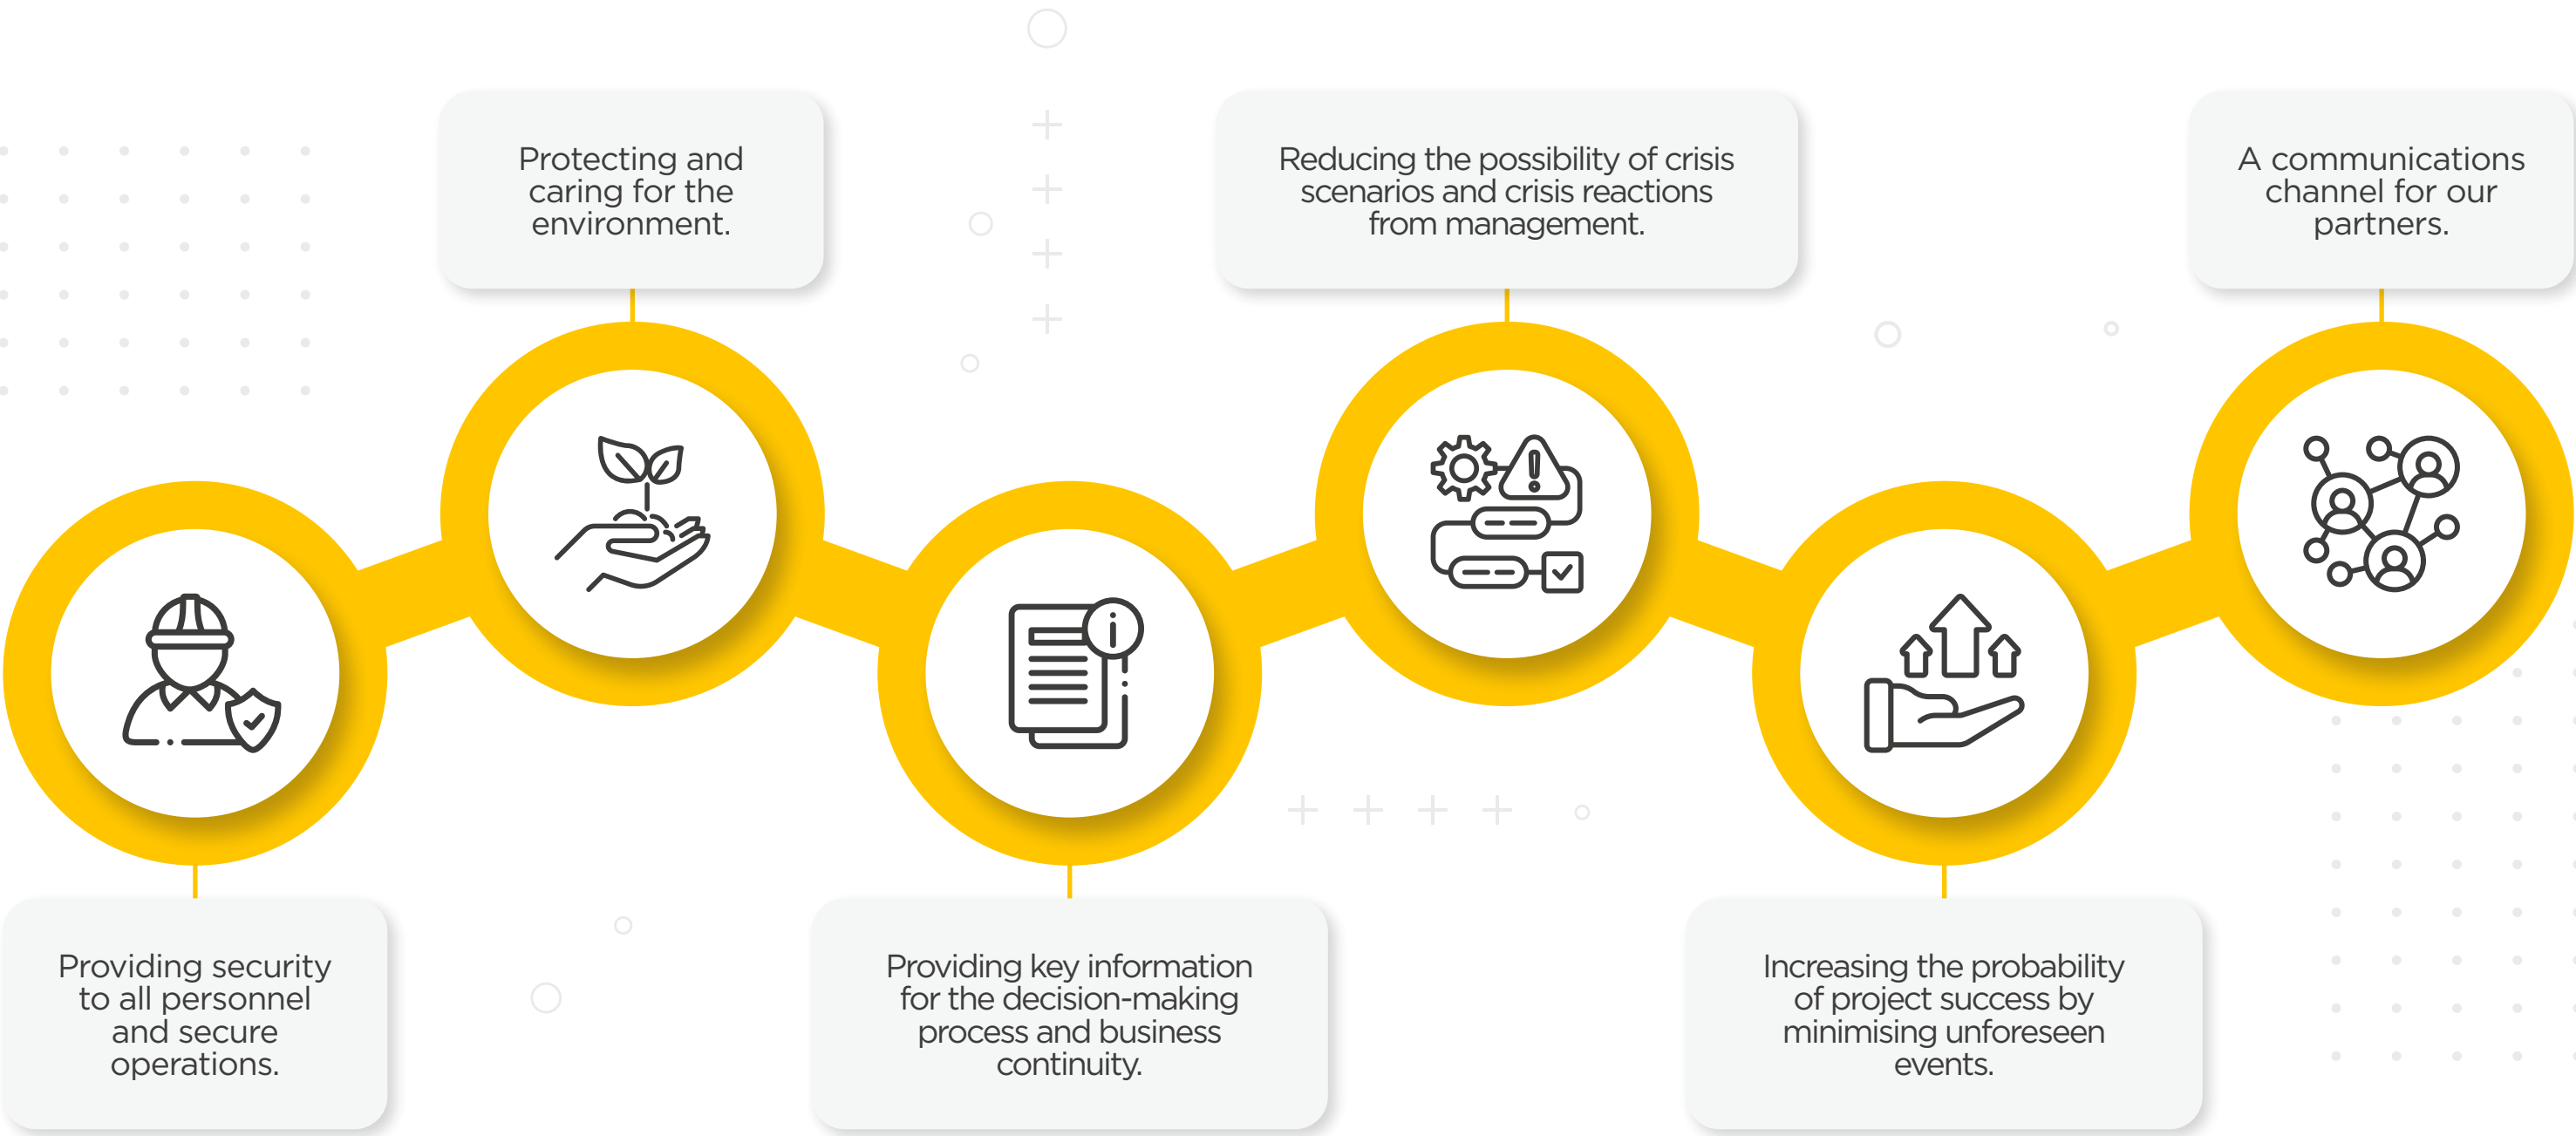 Protecting and
caring for the
environment.
Reducing the possibility of crisis
scenarios and crisis reactions
from management.
A communications
channel for our
partners.
Providing security
to all personnel
and secure
operations.
Providing key information
for the decision-making
process and business
continuity.
Increasing the probability
of project success by
minimising unforeseen
events.